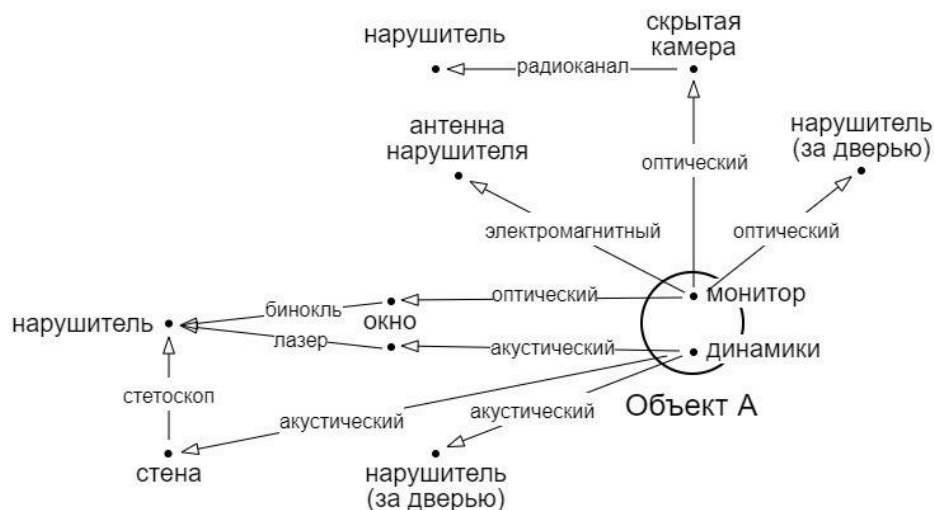 нарушитель
скрытая
камера
радиоканал
антенна
нарушителя
нарушитель
(за дверью)
оптический
электромагнитный
оптический
оптический
монитор
бинокль
окно
нарушитель
лазер
акустический
динамики
стетоскоп
акустический
акустический
Объект А
стена
нарушитель
(за дверью)